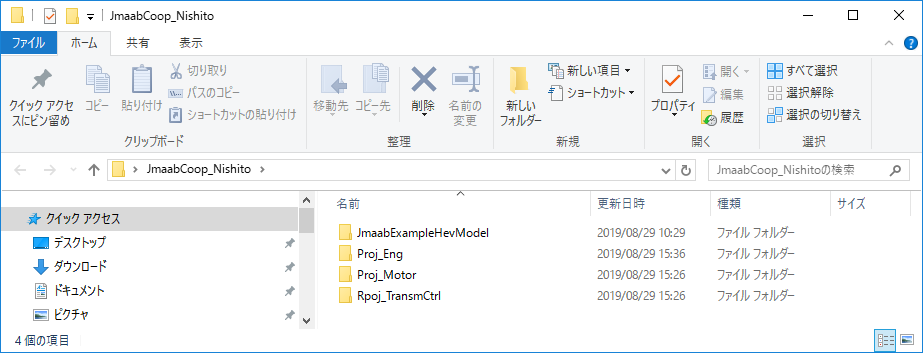 JmaabCoop_Nishito
ファイル ホーム 共有 表示
クイック アクセスにピン留め
コピー
貼り付け
切り取り
パスのコピー
ショートカットの貼り付け
クリップボード
移動先
コピー先
削除
名前の変更
整理
新しいフォルダー
新しい項目
ショートカット
新規
プロパティ
開く
編集
履歴
開く
すべて選択
選択解除
選択の切り替え
選択
JmaabCoop_Nishito
JmaabCoop_Nishitoの検索
クイック アクセス
デスクトップ
ダウンロード
ドキュメント
ピクチャ
名前 更新日時 種類 サイズ
JmaabExampleHevModel 2019/08/29 10:29 ファイル フォルダー
Proj_Eng 2019/08/29 15:36 ファイル フォルダー
Proj_Motor 2019/08/29 15:26 ファイル フォルダー
Rpoj_TransmCtrl 2019/08/29 15:26 ファイル フォルダー
4 個の項目